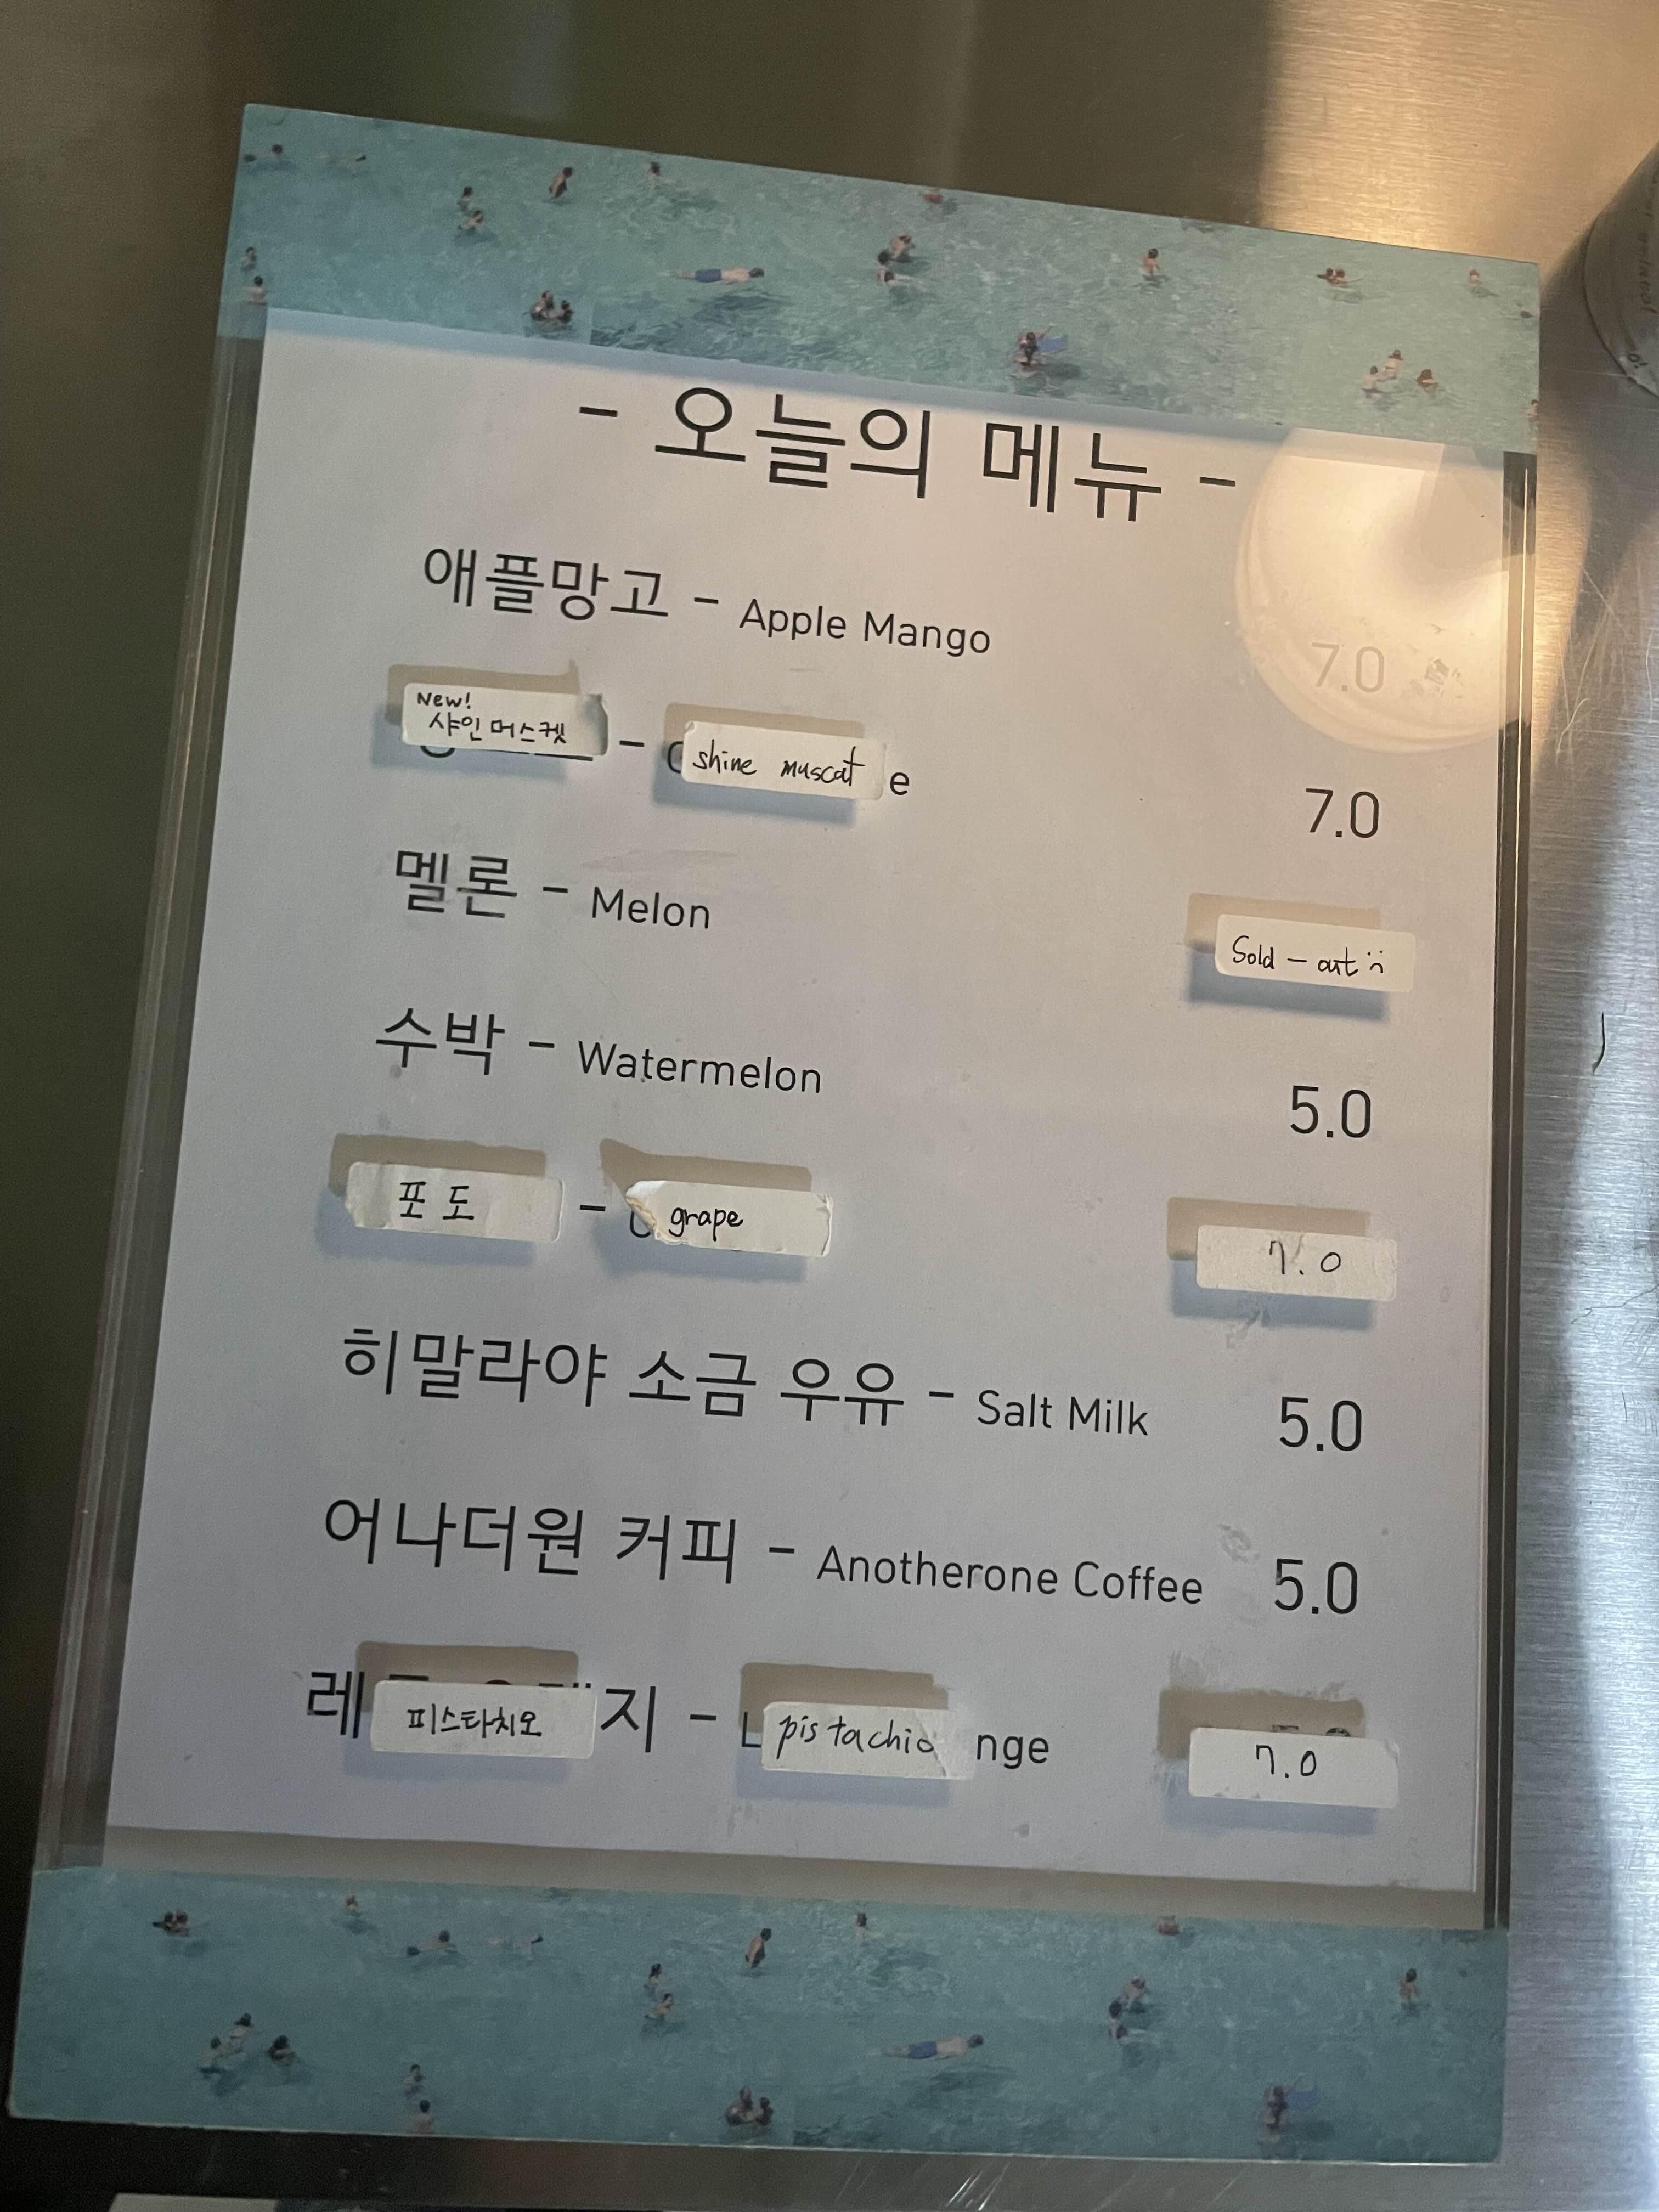 - 오늘의 메뉴 -
애플망고 - Apple Mango 7.0
New!
샤인머스켓 - shine muscat e 7.0
멜론 - Melon Sold - out
수박 - Watermelon 5.0
포도 - grape 7.0
히말라야 소금 우유 - Salt Milk 5.0
어나더원 커피 - Anotherone Coffee 5.0
레 피스타치오 지 - pistachio nge 7.0